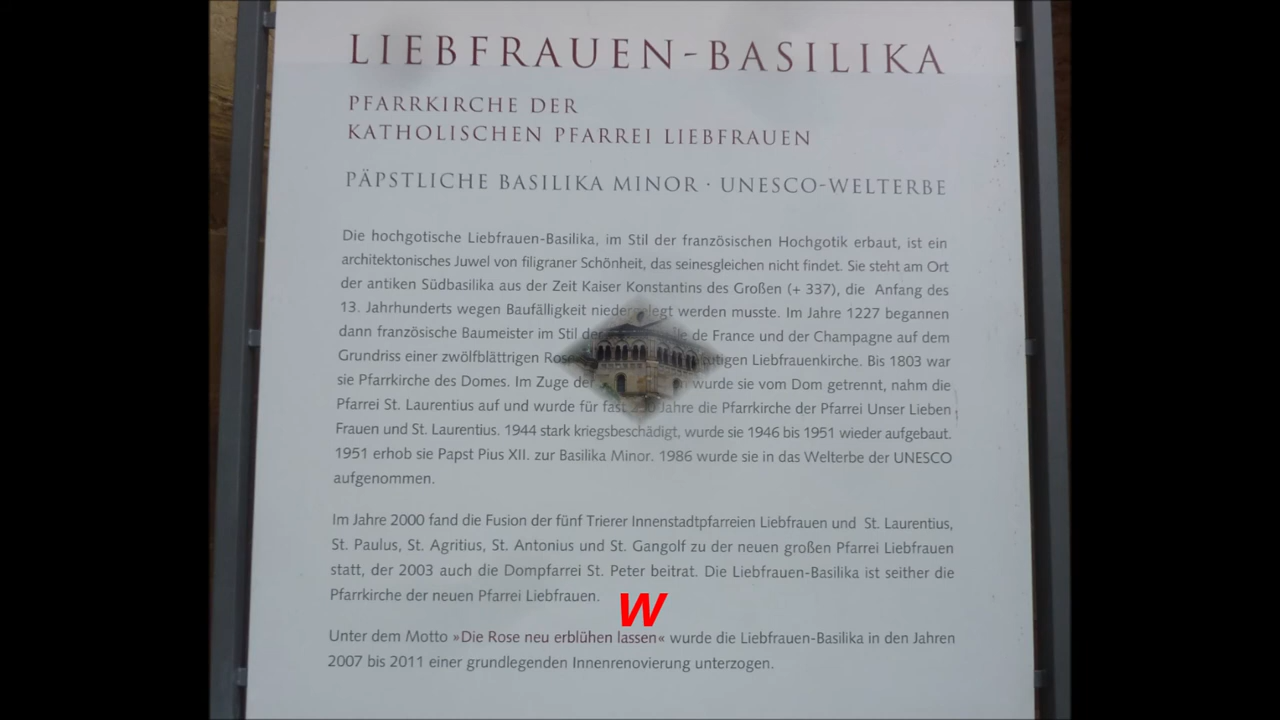 LIEBFRAUEN-BASILIKA
PFARRKIRCHE DER
KATHOLISCHEN PFARREI LIEBFRAUEN
PÄPSTLICHE BASILIKA MINOR · UNESCO-WELTERBE
Die hochgotische Liebfrauen-Basilika, im Stil der französischen Hochgotik erbaut, ist ein
architektonisches Juwel von filigraner Schönheit, das seinesgleichen nicht findet. Sie steht am Ort
der antiken Südbasilika aus der Zeit Kaiser Konstantins des Großen (+ 337), die Anfang des
13. Jahrhunderts wegen Baufälligkeit werden musste. Im Jahre 1227 begannen
dann französische Baumeister im Stil de France und der Champagne auf dem
Grundriss einer zwölfblättrigen Rose Liebfrauenkirche. Bis 1803 war
sie Pfarrkirche des Domes. Im Zuge wurde sie vom Dom getrennt, nahm die
Pfarrei St. Laurentius auf und wurde für fast Jahre die Pfarrkirche der Pfarrei Unser Lieben
Frauen und St. Laurentius. 1944 stark kriegsbeschädigt, wurde sie 1946 bis 1951 wieder aufgebaut.
1951 erhob sie Papst Pius XII. zur Basilika Minor. 1986 wurde sie in das Welterbe der UNESCO
aufgenommen.
Im Jahre 2000 fand die Fusion der fünf Trierer Innenstadtpfarreien Liebfrauen und St. Laurentius,
St. Paulus, St. Agritius, St. Antonius und St. Gangolf zu der neuen großen Pfarrei Liebfrauen
statt, der 2003 auch die Dompfarrei St. Peter beitrat. Die Liebfrauen-Basilika ist seither die
Pfarrkirche der neuen Pfarrei Liebfrauen.
W
Unter dem Motto »Die Rose neu erblühen lassen« wurde die Liebfrauen-Basilika in den Jahren
2007 bis 2011 einer grundlegenden Innenrenovierung unterzogen.